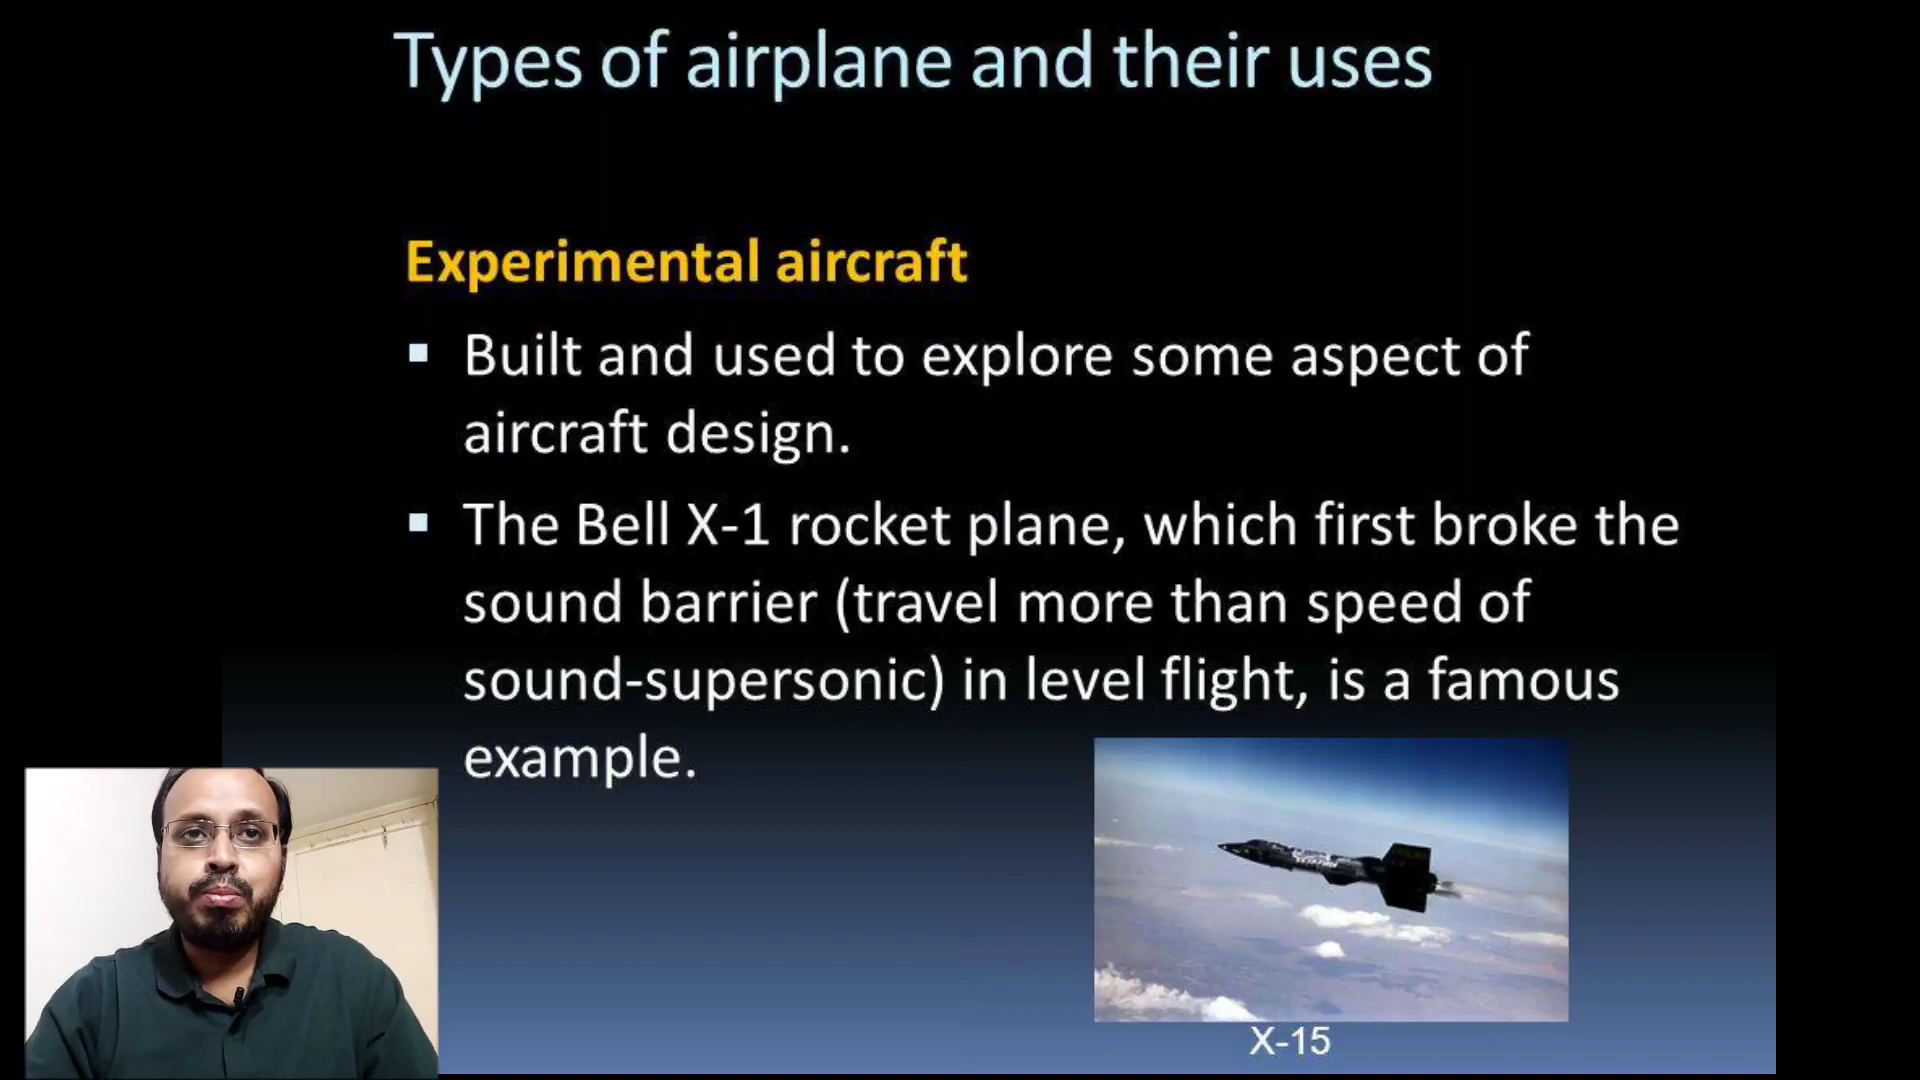 Types of airplane and their uses
Experimental aircraft
▪ Built and used to explore some aspect of
aircraft design.
▪ The Bell X-1 rocket plane, which first broke the
sound barrier (travel more than speed of
sound-supersonic) in level flight, is a famous
example.
X-15